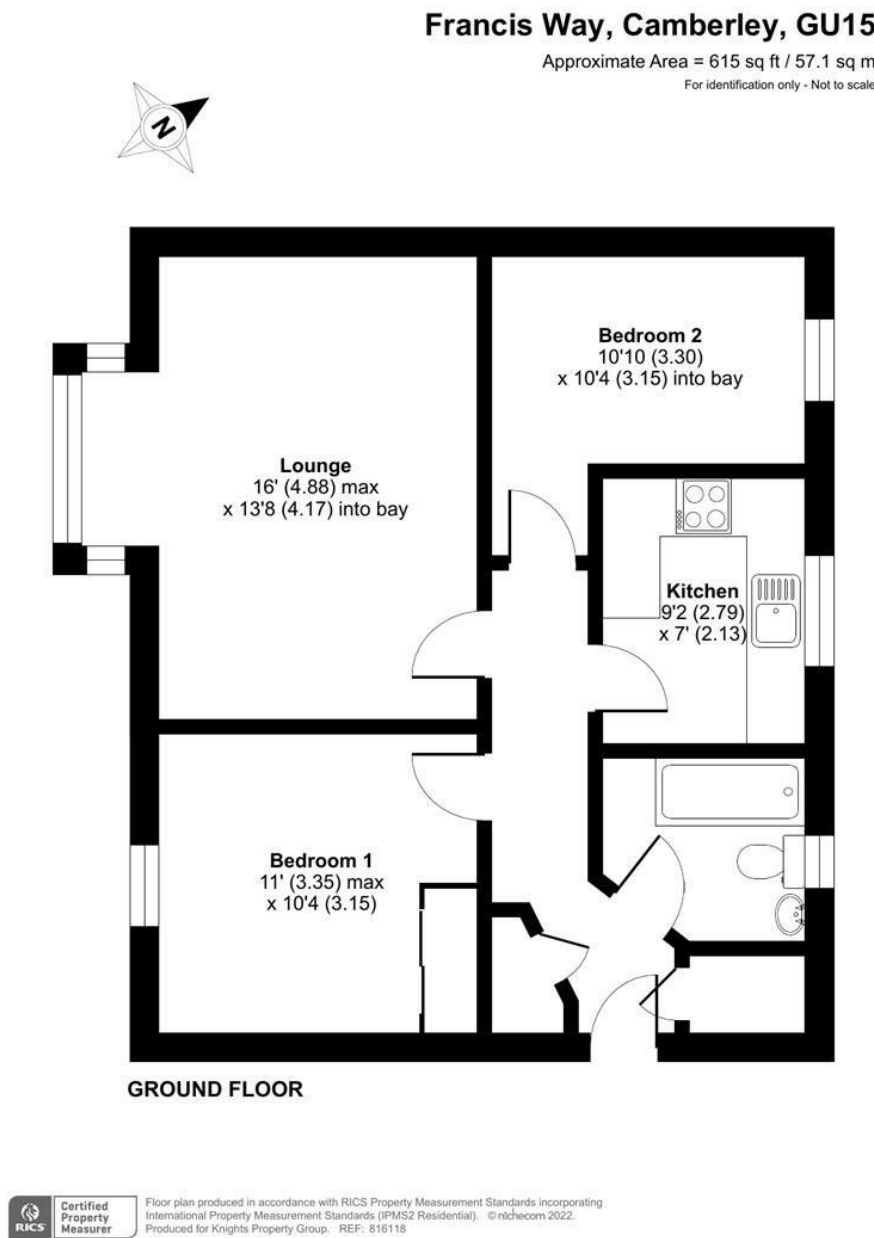 Francis Way, Camberley, GU15
Approximate Area = 615 sq ft / 57.1 sq m
For identification only - Not to scale
N
Bedroom 2
10'10 (3.30)
x 10'4 (3.15) into bay
Lounge
16' (4.88) max
x 13'8 (4.17) into bay
Kitchen
9'2 (2.79)
x 7' (2.13)
Bedroom 1
11' (3.35) max
x 10'4 (3.15)
GROUND FLOOR
RICS
Certified
Property
Measurer
Floor plan produced in accordance with RICS Property Measurement Standards incorporating
International Property Measurement Standards (IPMS2 Residential). © nichecom 2022.
Produced for Knights Property Group. REF: 816118